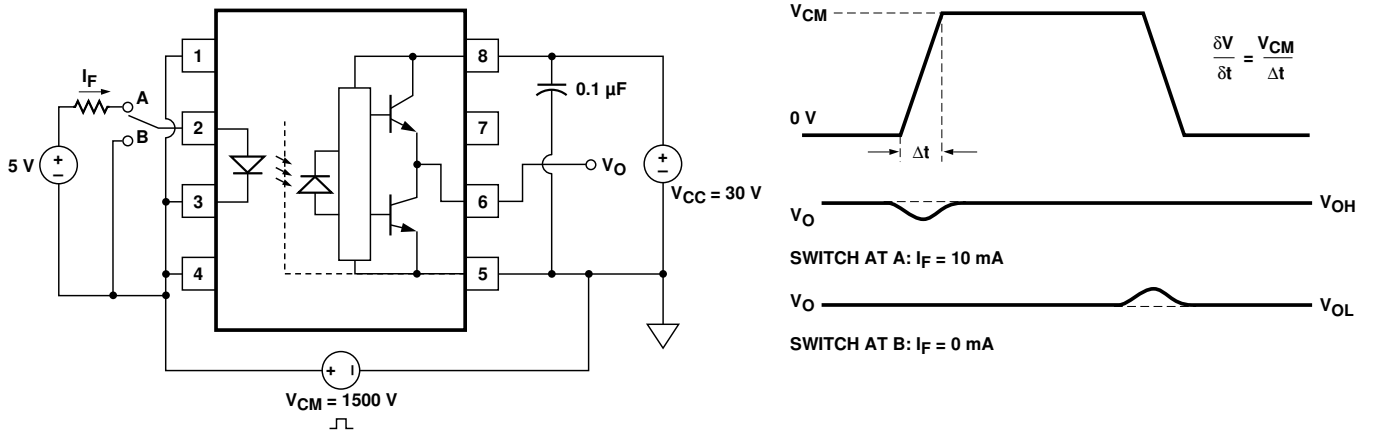 1
8
I_F
A
B
0.1 µF
2
7
5 V
+
–
+
–
V_O
V_CC = 30 V
3
6
4
5
+ –
V_CM = 1500 V
V_CM
0 V
Δt
δV/δt = V_CM/Δt
V_O
V_OH
SWITCH AT A: I_F = 10 mA
V_O
V_OL
SWITCH AT B: I_F = 0 mA